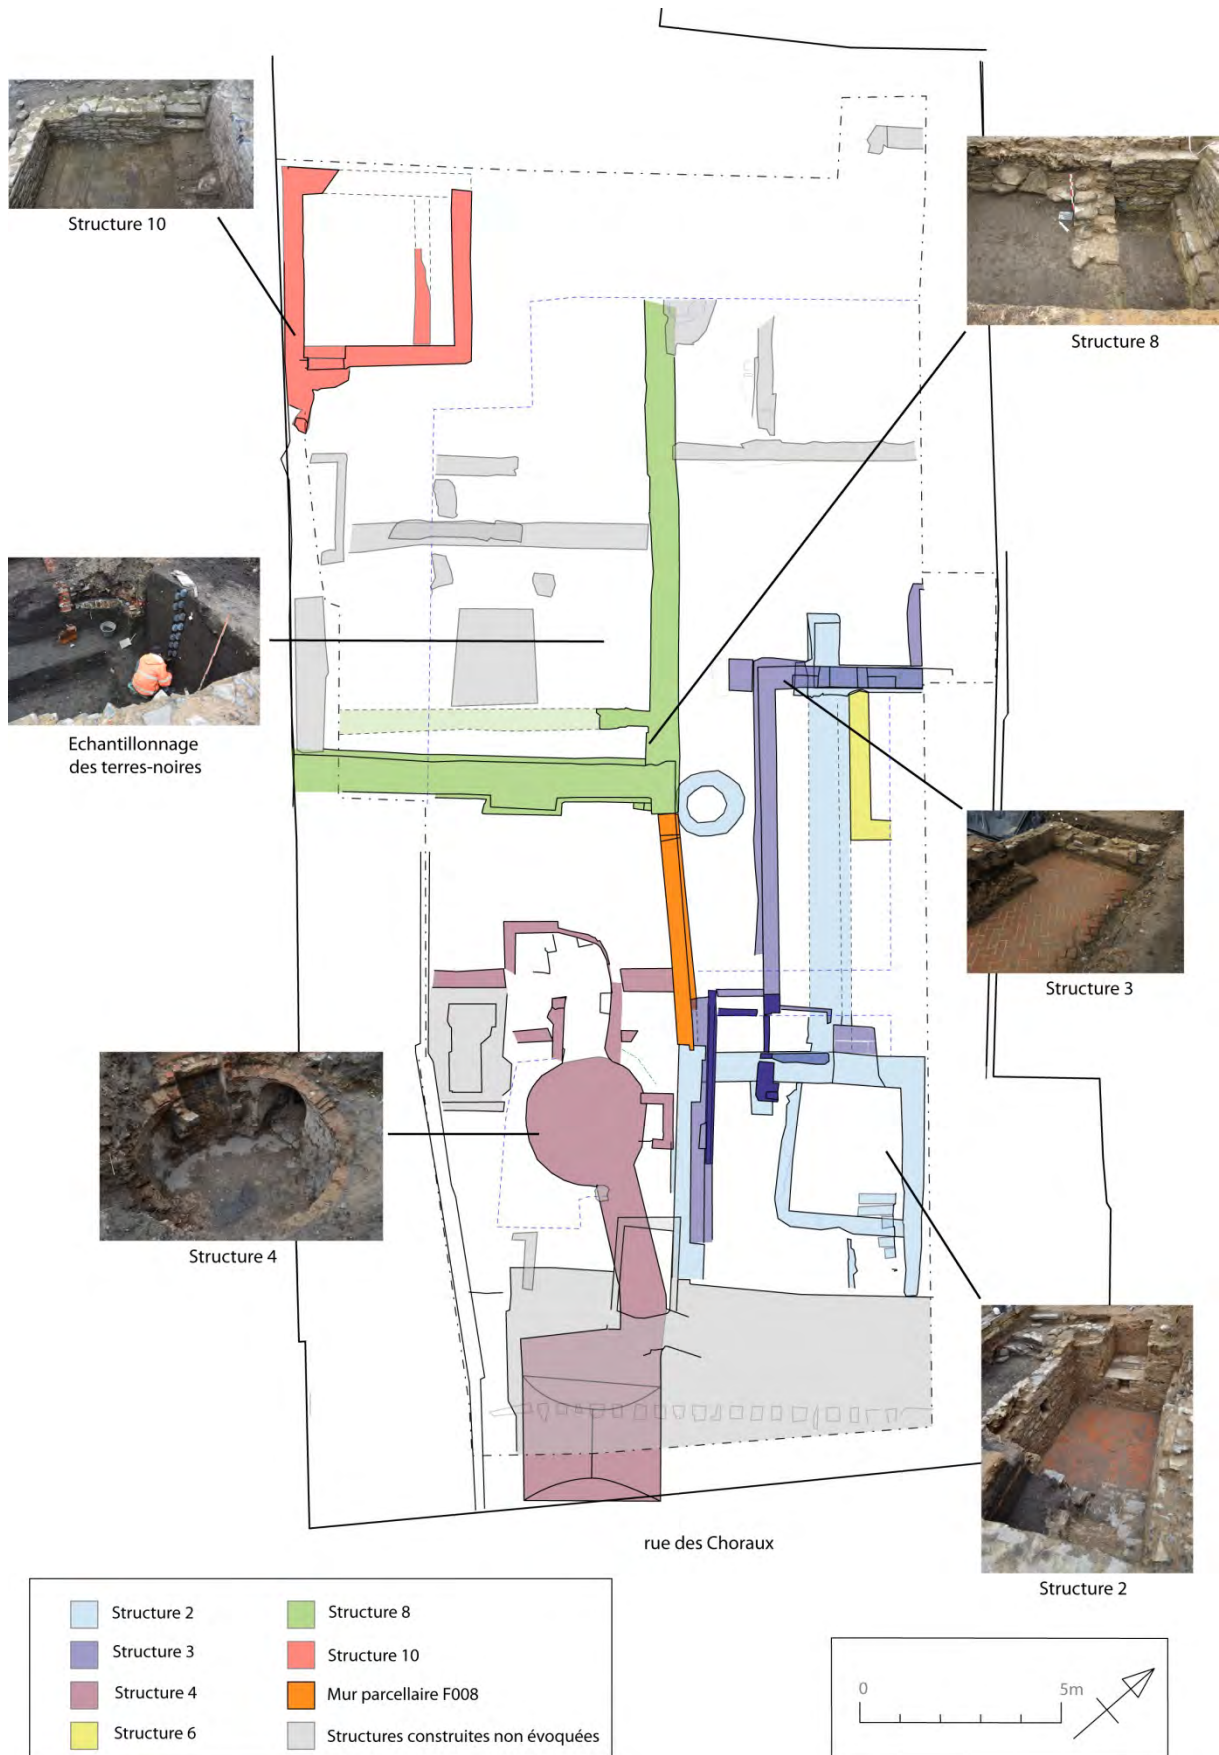 Structure 10
Structure 8
Echantillonnage
des terres-noires
Structure 3
Structure 4
rue des Choraux
Structure 2
Structure 2
Structure 3
Structure 4
Structure 6
Structure 8
Structure 10
Mur parcellaire F008
Structures construites non évoquées
0 5m